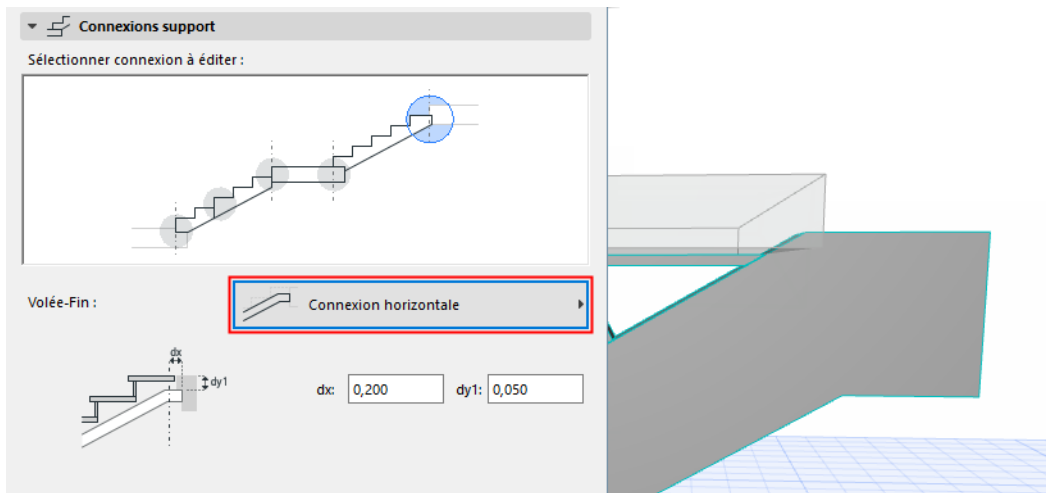 Connexions support
Sélectionner connexion à éditer :
Volée-Fin :
Connexion horizontale
dx
dy1
dx: 0,200 dy1: 0,050